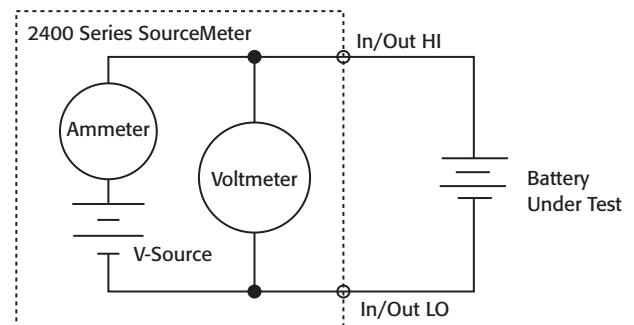 2400 Series SourceMeter
In/Out HI
Ammeter
Voltmeter
Battery
Under Test
V-Source
In/Out LO